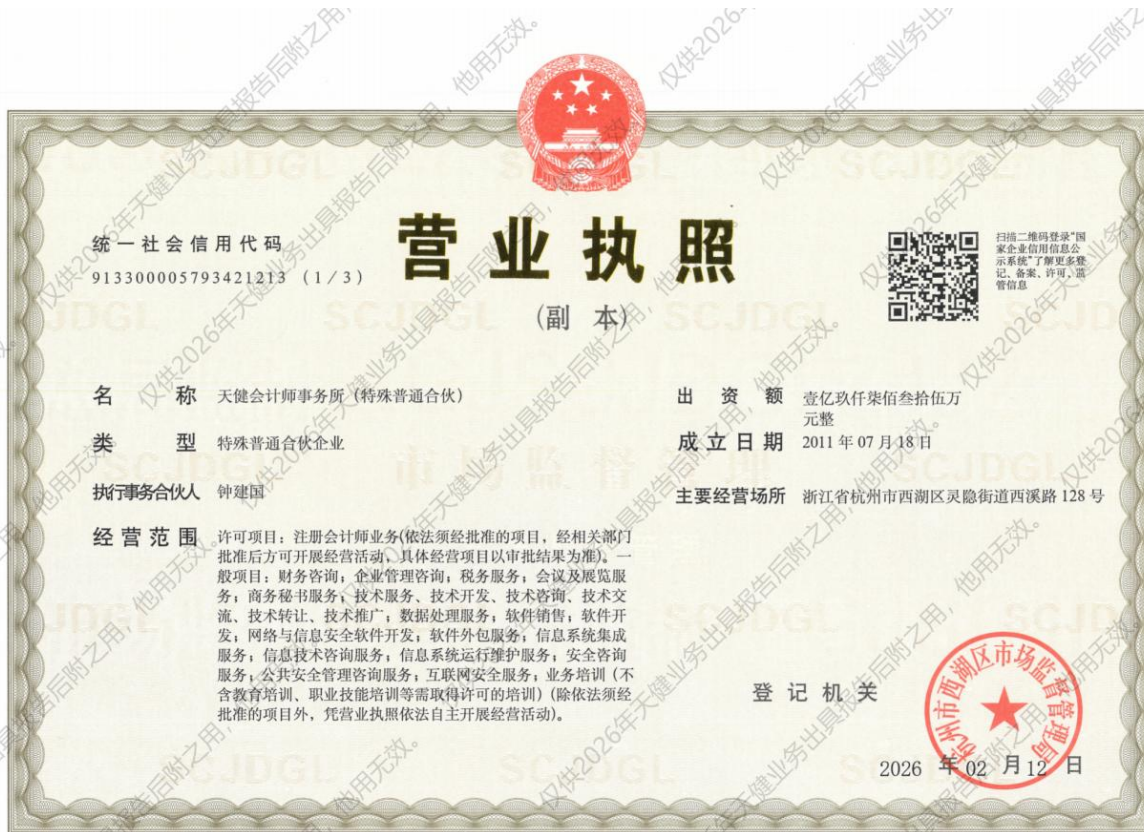 统一社会信用代码
913300005793421213 (1/3)
营业执照
(副 本)
扫描二维码登录“国
家企业信用信息公
示系统”了解更多登
记、备案、许可、监
管信息
名 称 天健会计师事务所(特殊普通合伙)
类 型 特殊普通合伙企业
执行事务合伙人 钟建国
经营范围 许可项目:注册会计师业务(依法须经批准的项目,经相关部门
批准后方可开展经营活动,具体经营项目以审批结果为准)。一
般项目:财务咨询;企业管理咨询;税务服务;会议及展览服
务;商务秘书服务;技术服务、技术开发、技术咨询、技术交
流、技术转让、技术推广;数据处理服务;软件销售;软件开
发;网络与信息安全软件开发;软件外包服务;信息系统集成
服务;信息技术咨询服务;信息系统运行维护服务;安全咨询
服务;公共安全管理咨询服务;互联网安全服务;业务培训(不
含教育培训、职业技能培训等需取得许可的培训)(除依法须经
批准的项目外,凭营业执照依法自主开展经营活动)。
出 资 额 壹亿玖仟柒佰叁拾伍万
元整
成立日期 2011年07月18日
主要经营场所 浙江省杭州市西湖区灵隐街道西溪路128号
登记机关
杭州市西湖区市场监督管理局
2026 年 02 月 12 日
仅供2026年天健业务出具报告后附之用,他用无效。
SCJDGL
市场监督管理